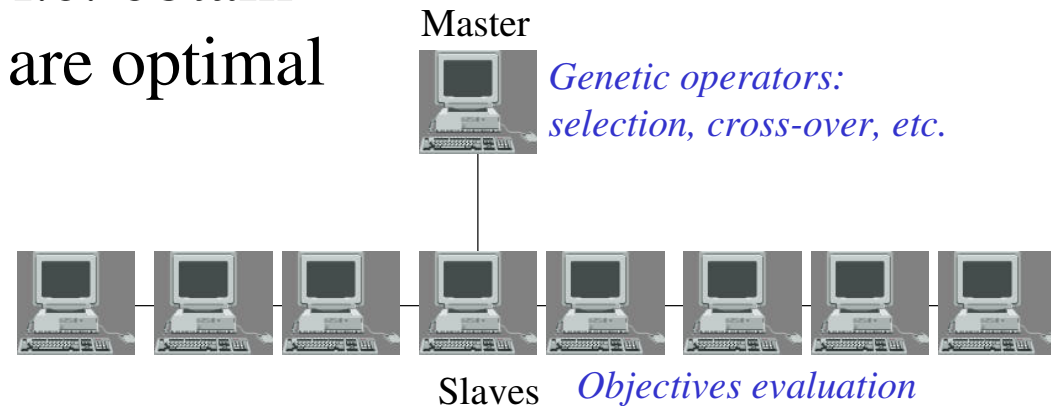 are optimal
Master
Genetic operators:
selection, cross-over, etc.
Slaves
Objectives evaluation